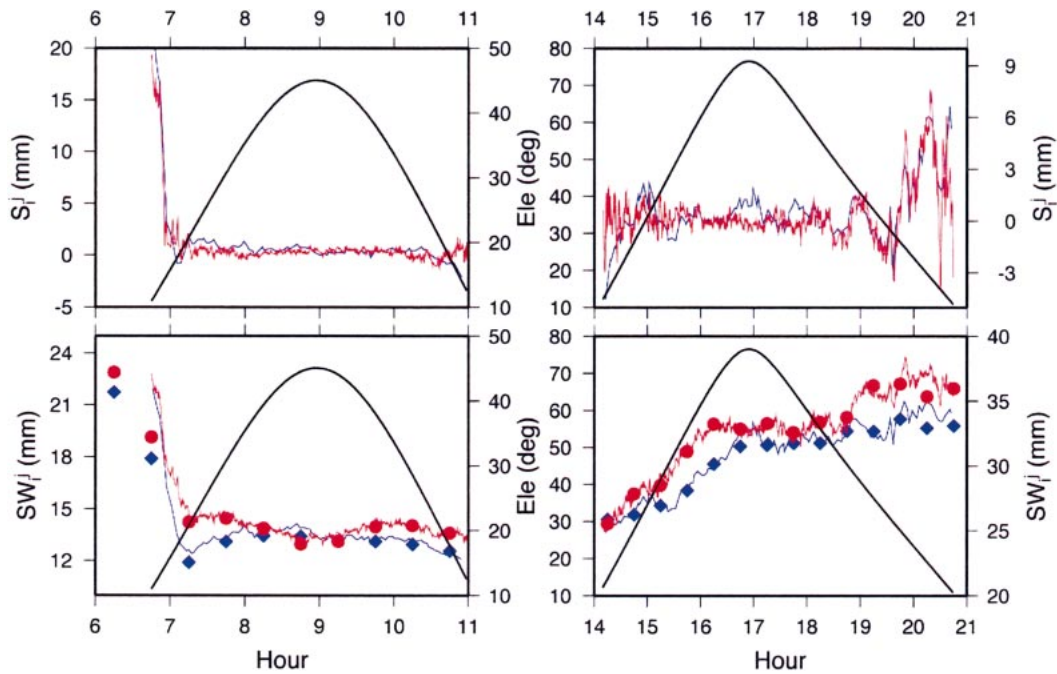 6 7 8 9 10 11
14 15 16 17 18 19 20 21
20 15 10 5 0 -5
S_i^j (mm)
50 40 30 20 10
Ele (deg)
80 70 60 50 40 30 20 10
9 6 3 0 -3
S_i^j (mm)
24 21 18 15 12
SW_i^j (mm)
50 40 30 20 10
Ele (deg)
80 70 60 50 40 30 20 10
40 35 30 25 20
SW_i^j (mm)
6 7 8 9 10 11
14 15 16 17 18 19 20 21
Hour
Hour